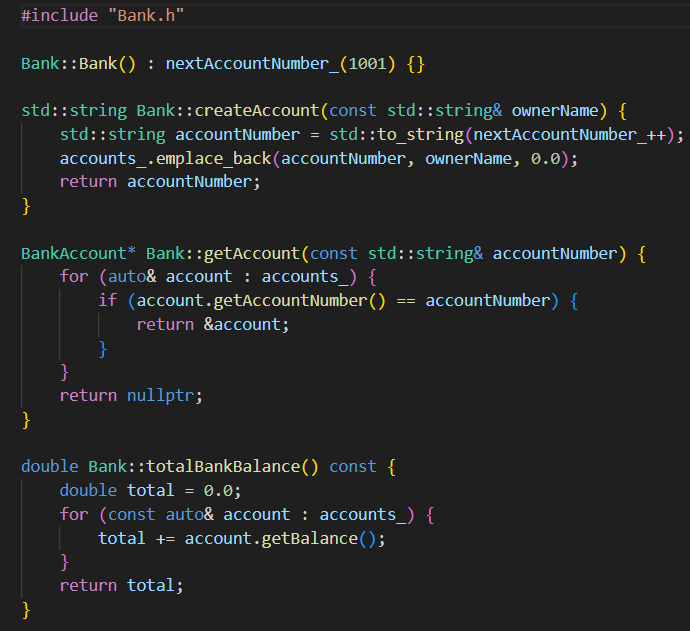 #include "Bank.h"

Bank::Bank() : nextAccountNumber_(1001) {}

std::string Bank::createAccount(const std::string& ownerName) {
    std::string accountNumber = std::to_string(nextAccountNumber_++);
    accounts_.emplace_back(accountNumber, ownerName, 0.0);
    return accountNumber;
}

BankAccount* Bank::getAccount(const std::string& accountNumber) {
    for (auto& account : accounts_) {
        if (account.getAccountNumber() == accountNumber) {
            return &account;
        }
    }
    return nullptr;
}

double Bank::totalBankBalance() const {
    double total = 0.0;
    for (const auto& account : accounts_) {
        total += account.getBalance();
    }
    return total;
}